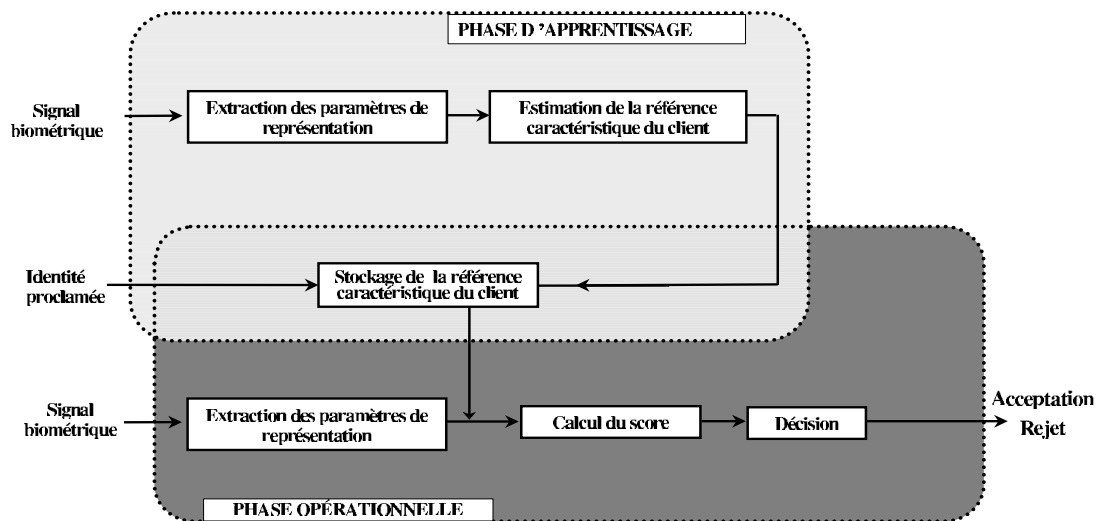 PHASE D ’APPRENTISSAGE
Signal
biométrique
Extraction des paramètres de
représentation
Estimation de la référence
caractéristique du client
Identité
proclamée
Stockage de la référence
caractéristique du client
Signal
biométrique
Extraction des paramètres de
représentation
Calcul du score
Décision
Acceptation
Rejet
PHASE OPÉRATIONNELLE